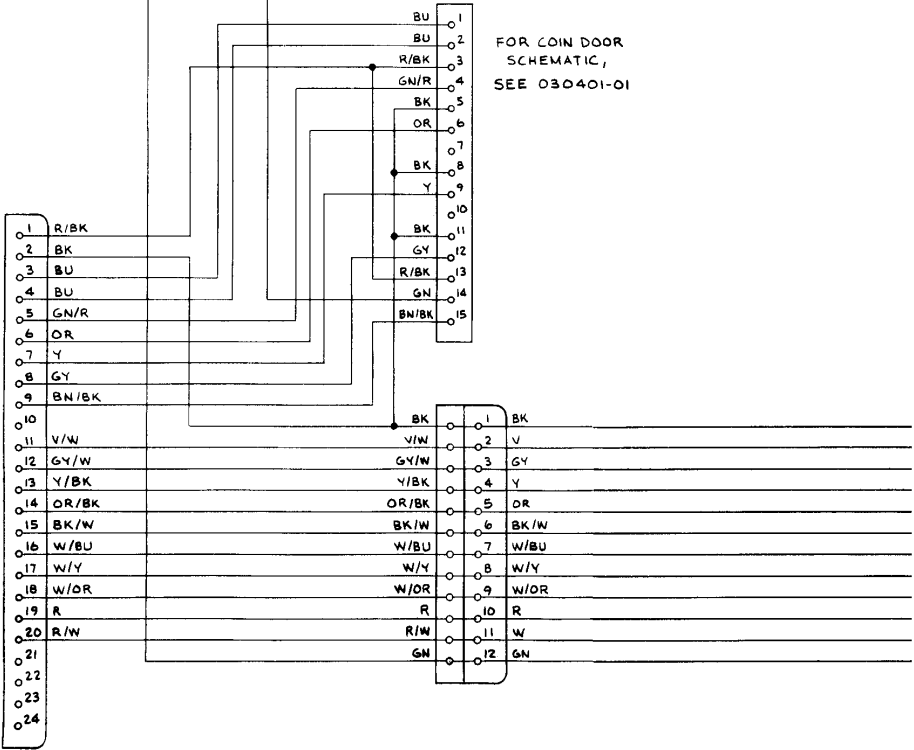 BU 1
BU 2
R/BK 3
GN/R 4
BK 5
OR 6
7
BK 8
Y 9
10
BK 11
GY 12
R/BK 13
GN 14
BN/BK 15
FOR COIN DOOR
SCHEMATIC,
SEE 030401-01
1 R/BK
2 BK
3 BU
4 BU
5 GN/R
6 OR
7 Y
8 GY
9 BN/BK
10
11 V/W
12 GY/W
13 Y/BK
14 OR/BK
15 BK/W
16 W/BU
17 W/Y
18 W/OR
19 R
20 R/W
21
22
23
24
BK 1 BK
V/W 2 V
GY/W 3 GY
Y/BK 4 Y
OR/BK 5 OR
BK/W 6 BK/W
W/BU 7 W/BU
W/Y 8 W/Y
W/OR 9 W/OR
R 10 R
R/W 11 W
GN 12 GN